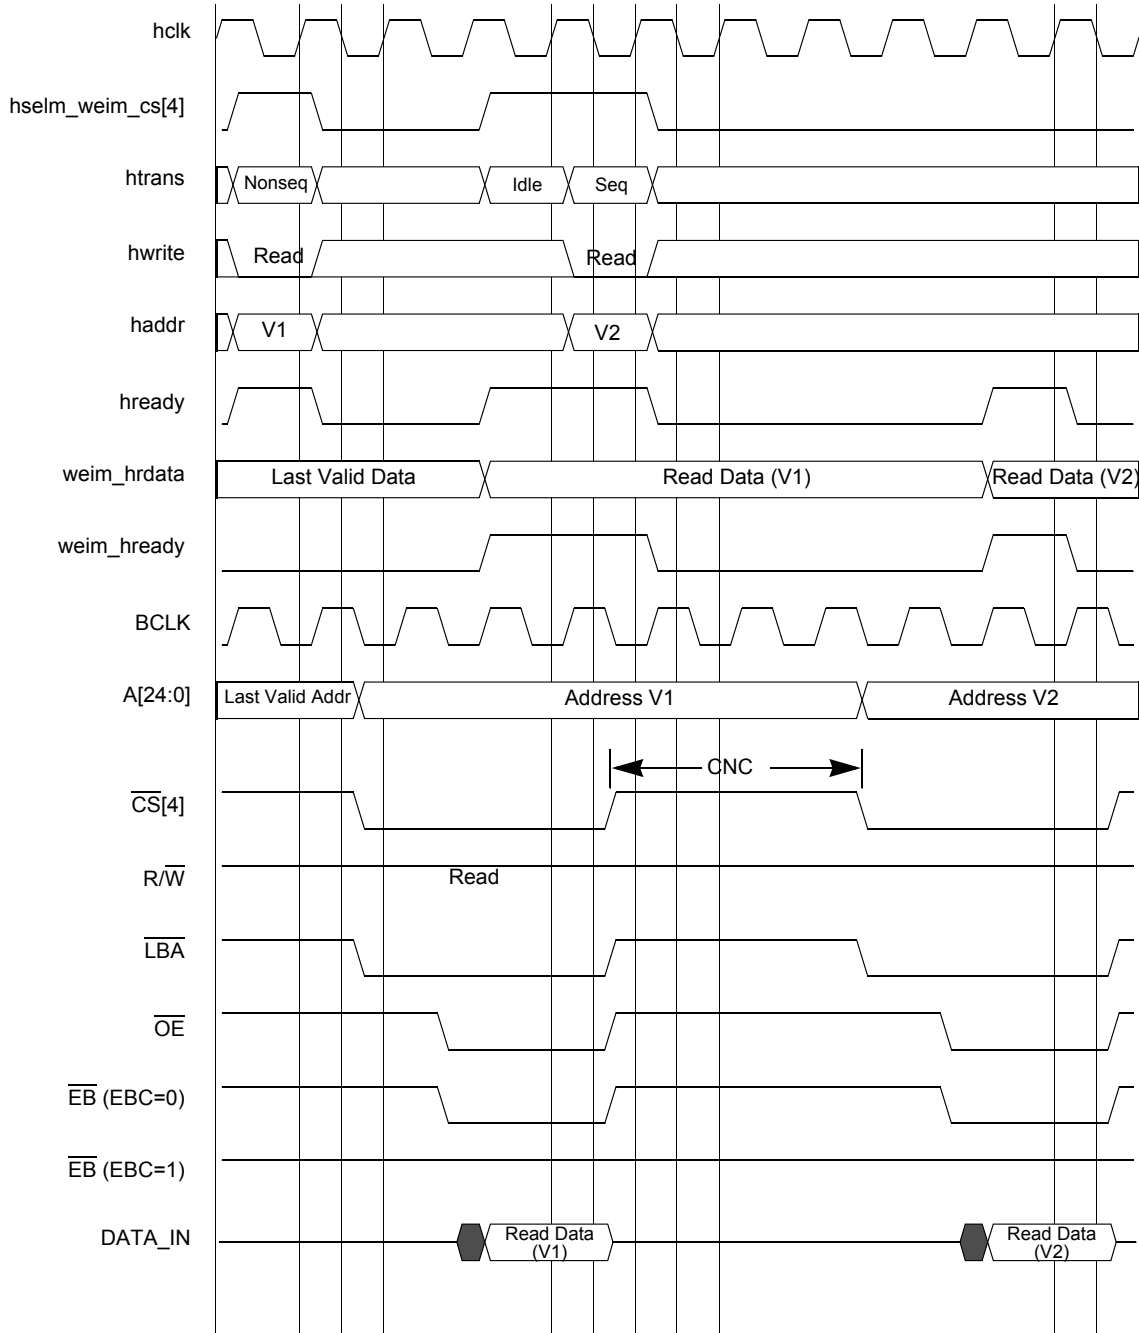 hclk
hselm_weim_cs[4]
htrans
Nonseq
Idle
Seq
hwrite
Read
Read
haddr
V1
V2
hready
weim_hrdata
Last Valid Data
Read Data (V1)
Read Data (V2)
weim_hready
BCLK
A[24:0]
Last Valid Addr
Address V1
Address V2
CNC
CS[4]
R/W
Read
LBA
OE
EB (EBC=0)
EB (EBC=1)
DATA_IN
Read Data
(V1)
Read Data
(V2)